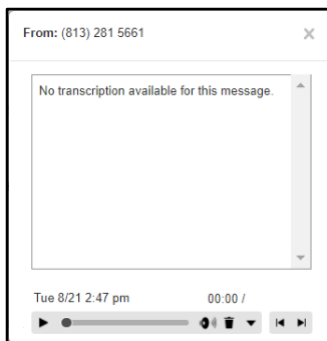 From: (813) 281 5661
No transcription available for this message.
Tue 8/21 2:47 pm 00:00 /